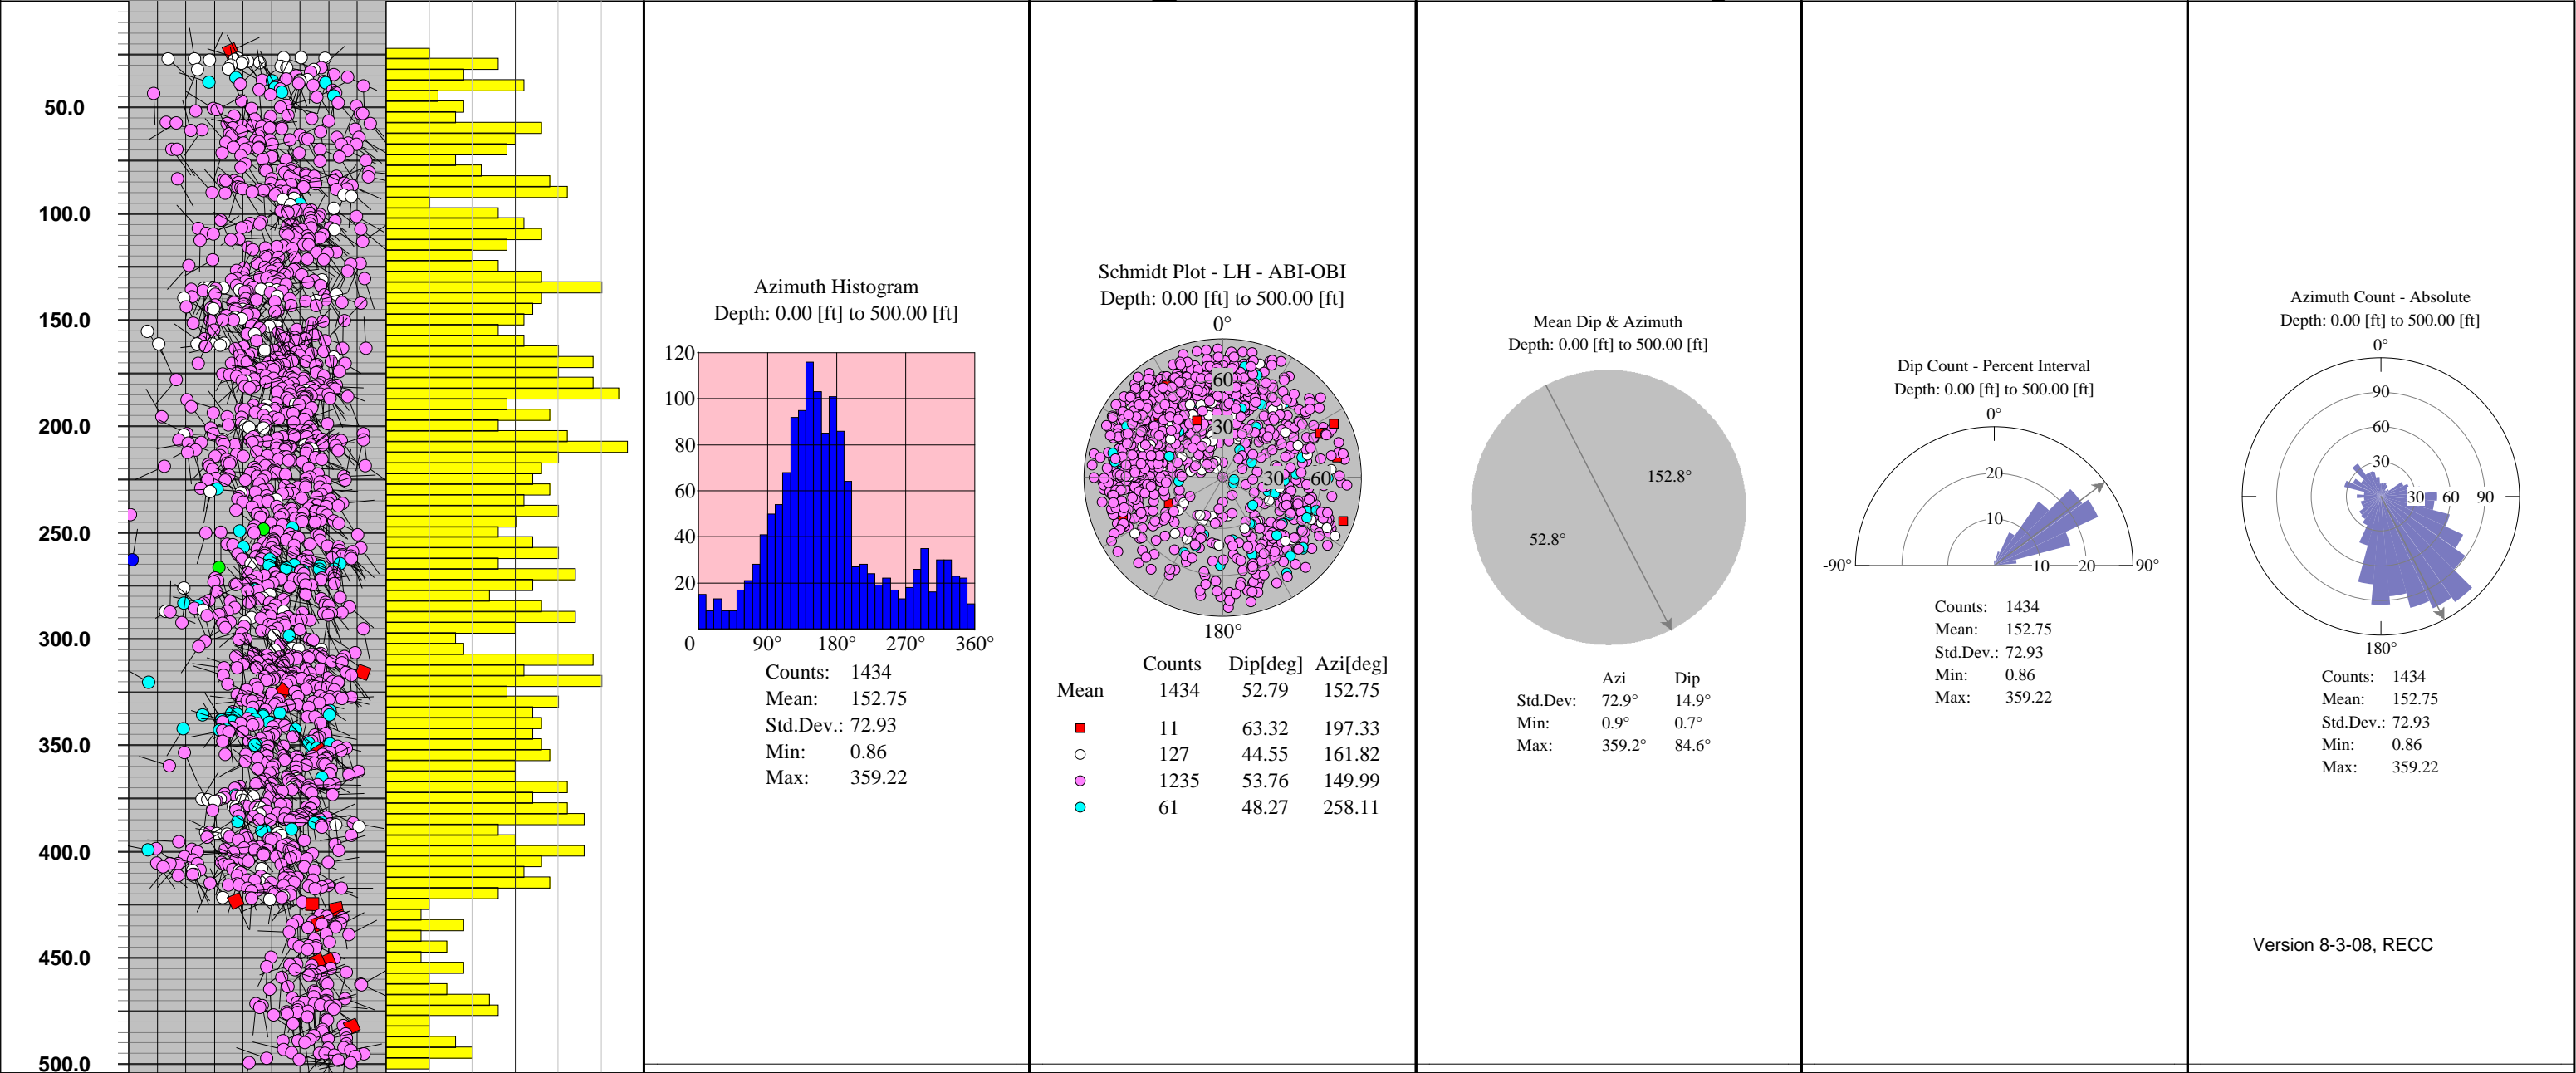 50.0
100.0
150.0
200.0
250.0
300.0
350.0
400.0
450.0
500.0
Azimuth Histogram
Depth: 0.00 [ft] to 500.00 [ft]
120
100
80
60
40
20
0 90° 180° 270° 360°
Counts: 1434
Mean: 152.75
Std.Dev.: 72.93
Min: 0.86
Max: 359.22
Schmidt Plot - LH - ABI-OBI
Depth: 0.00 [ft] to 500.00 [ft]
0°
60
30
30 60
180°
Counts Dip[deg] Azi[deg]
Mean 1434 52.79 152.75
11 63.32 197.33
127 44.55 161.82
1235 53.76 149.99
61 48.27 258.11
Mean Dip & Azimuth
Depth: 0.00 [ft] to 500.00 [ft]
152.8°
52.8°
Azi Dip
Std.Dev: 72.9° 14.9°
Min: 0.9° 0.7°
Max: 359.2° 84.6°
Dip Count - Percent Interval
Depth: 0.00 [ft] to 500.00 [ft]
0°
20
10
-90° 10 20 90°
Counts: 1434
Mean: 152.75
Std.Dev.: 72.93
Min: 0.86
Max: 359.22
Azimuth Count - Absolute
Depth: 0.00 [ft] to 500.00 [ft]
0°
90
60
30
30 60 90
180°
Counts: 1434
Mean: 152.75
Std.Dev.: 72.93
Min: 0.86
Max: 359.22
Version 8-3-08, RECC